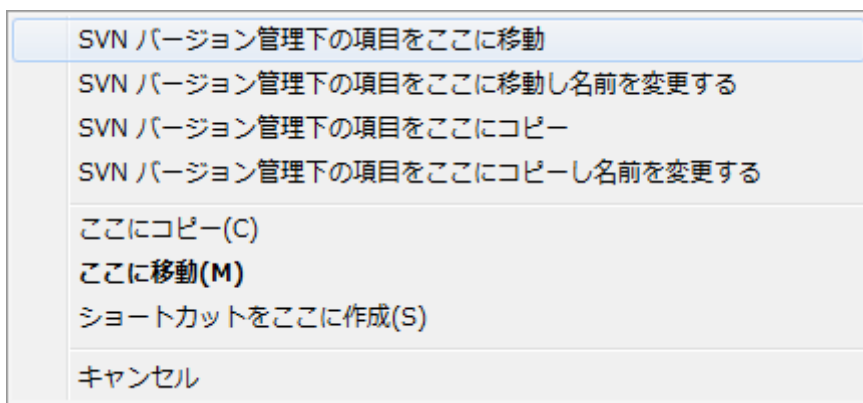 SVN バージョン管理下の項目をここに移動
SVN バージョン管理下の項目をここに移動し名前を変更する
SVN バージョン管理下の項目をここにコピー
SVN バージョン管理下の項目をここにコピーし名前を変更する
ここにコピー(C)
ここに移動(M)
ショートカットをここに作成(S)
キャンセル